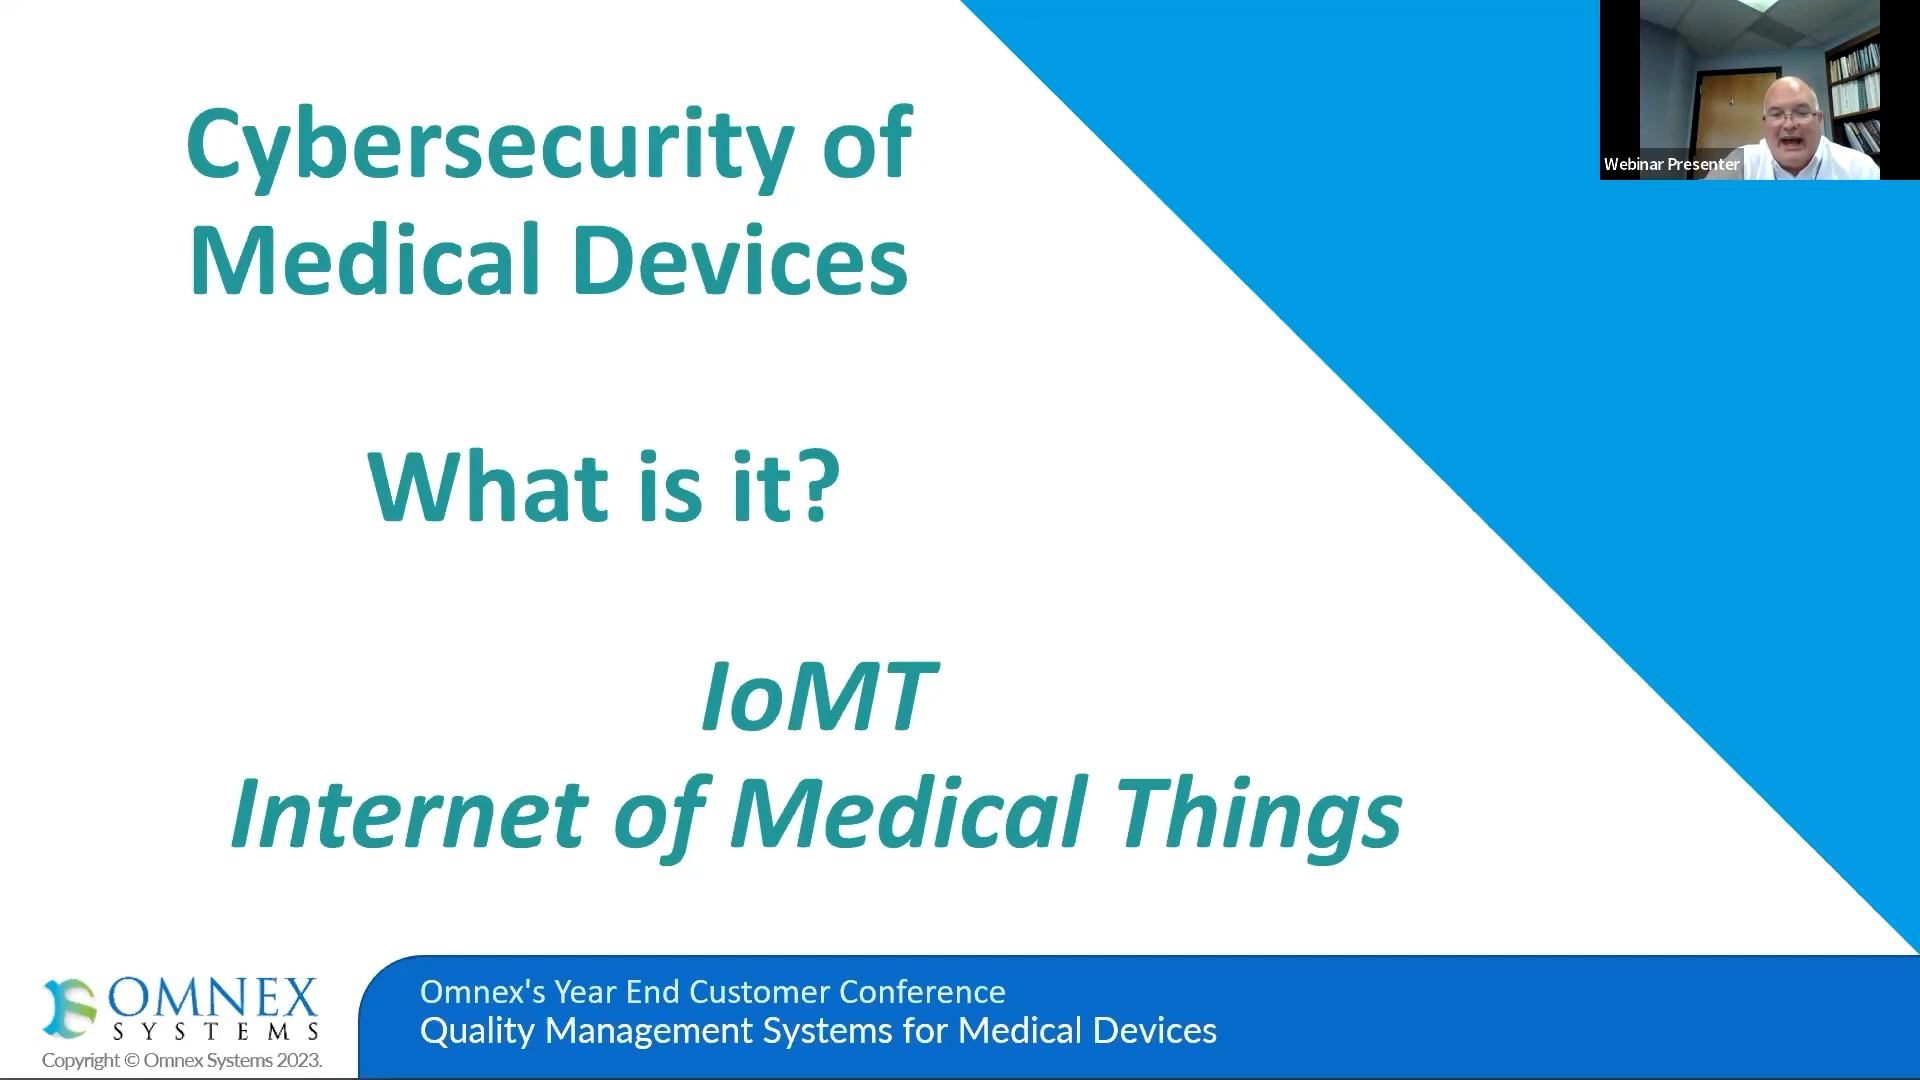 Cybersecurity of
Medical Devices
What is it?
IoMT
Internet of Medical Things
Webinar Presenter
OMNEX
SYSTEMS
Copyright © Omnex Systems 2023.
Omnex's Year End Customer Conference
Quality Management Systems for Medical Devices